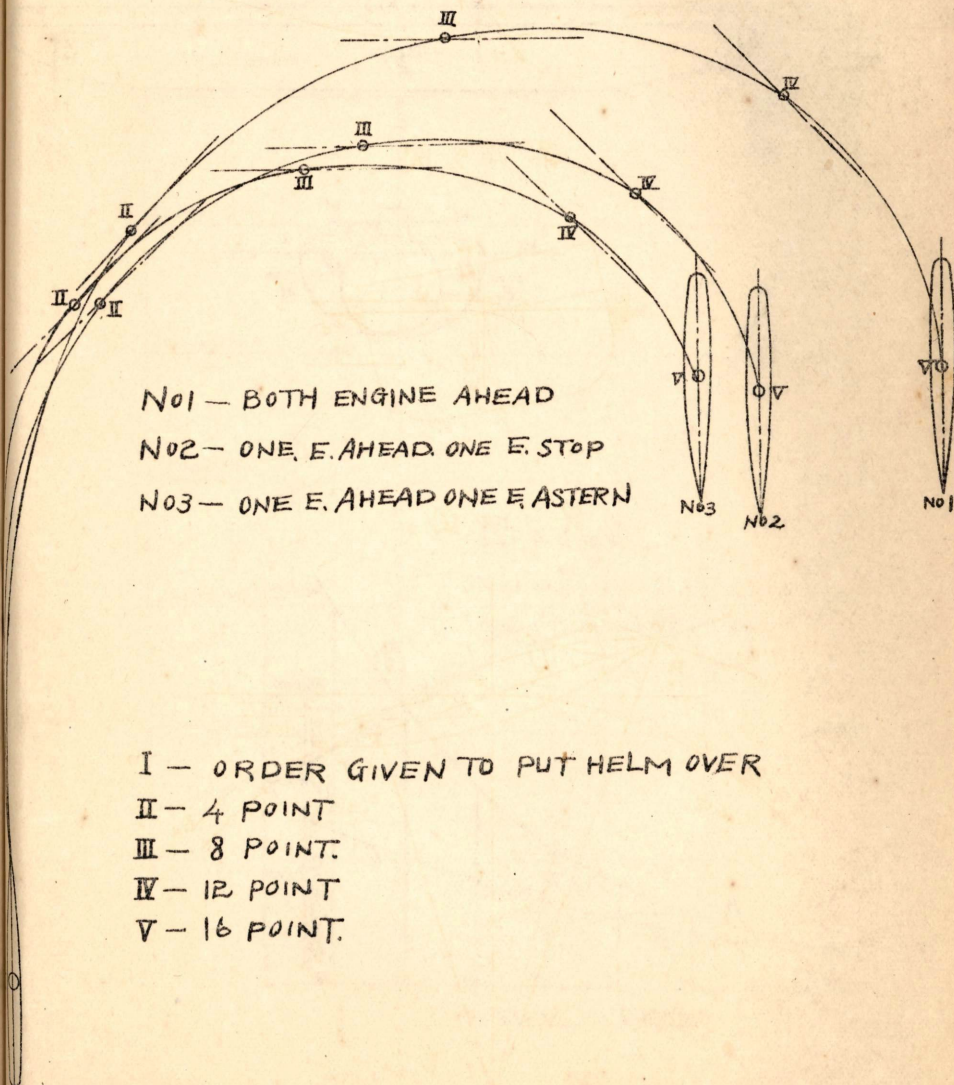 III
IV
III
III
IV
II
IV
II
II
V
V
V
No1 — BOTH ENGINE AHEAD
No2 — ONE. E. AHEAD. ONE E. STOP
No3 — ONE E. AHEAD ONE E. ASTERN
No3
No2
No1
I — ORDER GIVEN TO PUT HELM OVER
II — 4 POINT
III — 8 POINT.
IV — 12 POINT
V — 16 POINT.